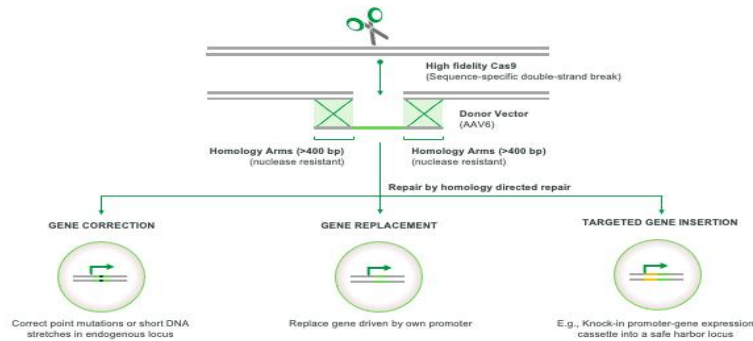 High fidelity Cas9
(Sequence-specific double-strand break)
Donor Vector
(AAV6)
Homology Arms (>400 bp)
(nuclease resistant)
Homology Arms (>400 bp)
(nuclease resistant)
Repair by homology directed repair
GENE CORRECTION
GENE REPLACEMENT
TARGETED GENE INSERTION
Correct point mutations or short DNA
stretches in endogenous locus
Replace gene driven by own promoter
E.g., Knock-in promoter-gene expression
cassette into a safe harbor locus